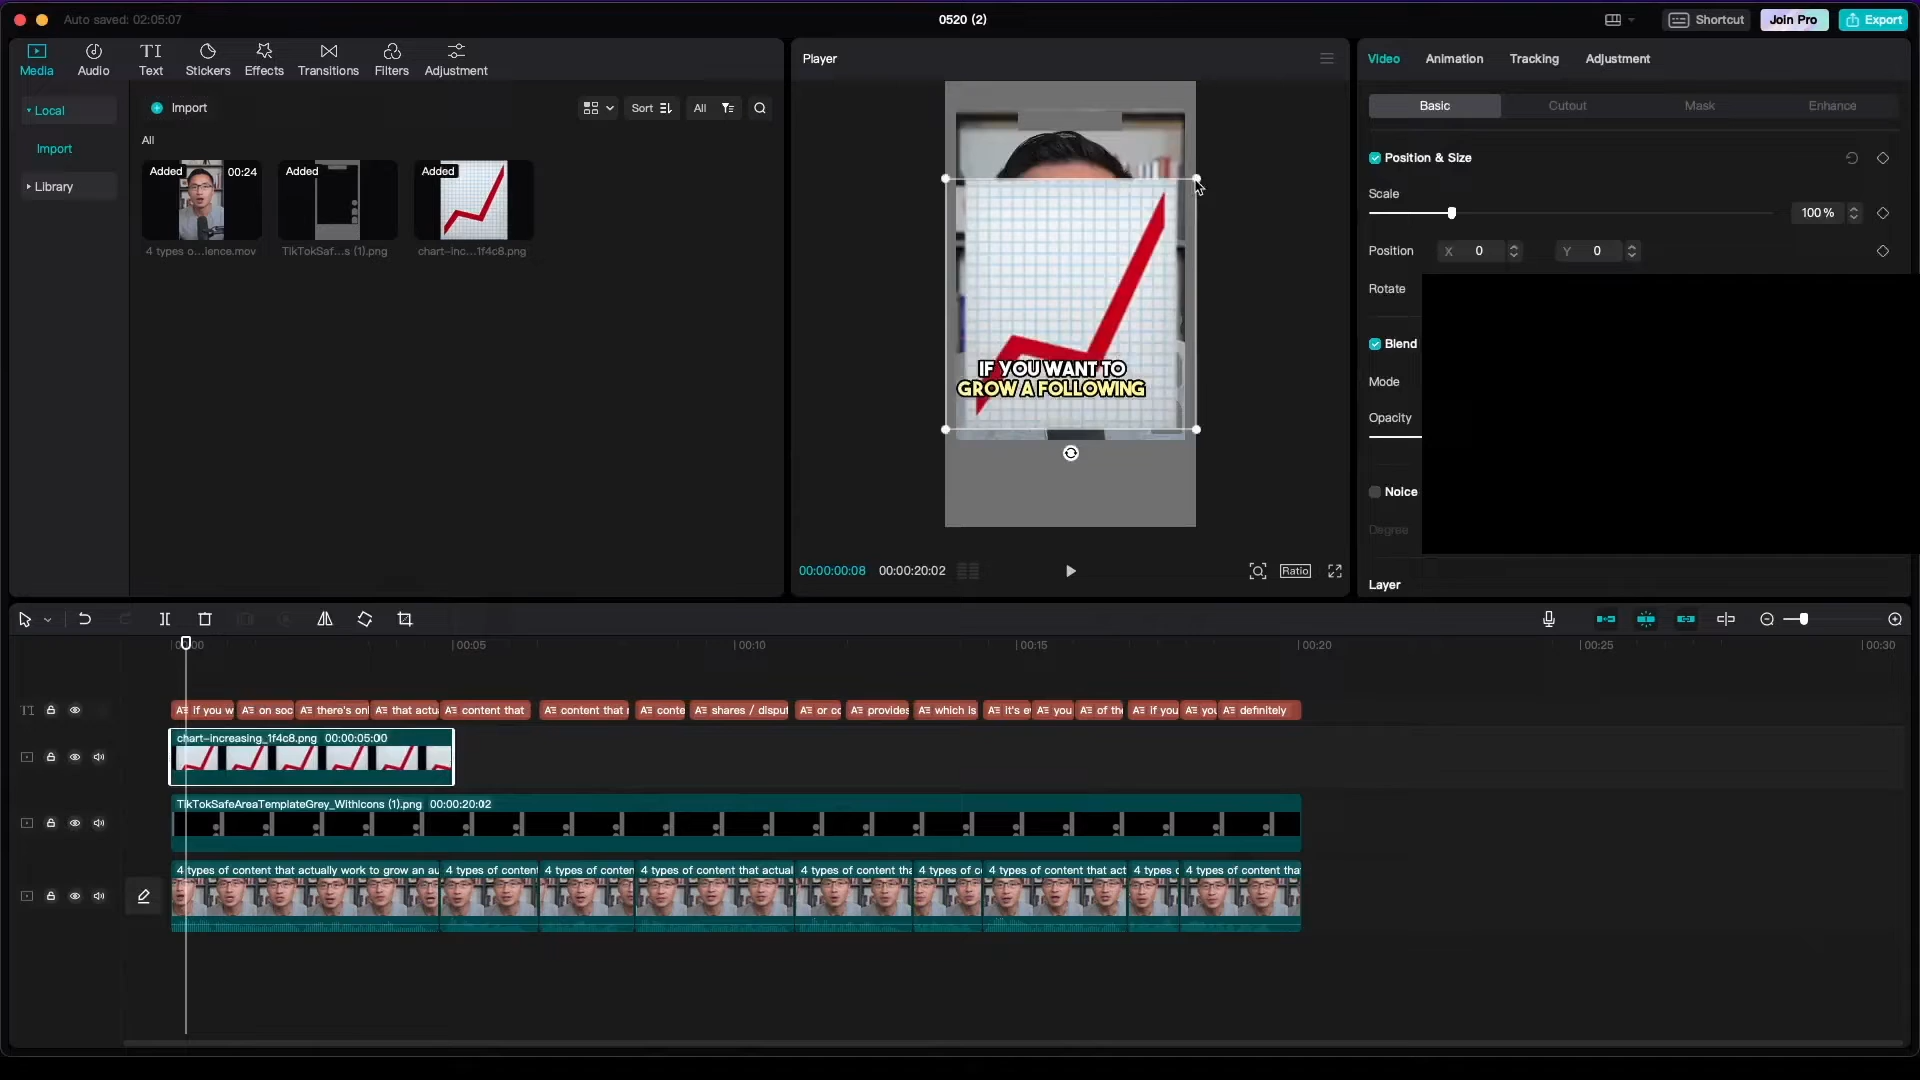 Auto saved: 02:05:07
0520 (2)
Shortcut
Join Pro
Export
Media
Audio
TI
Text
Stickers
Effects
Transitions
Filters
Adjustment
Local
Import
Library
Import
Sort
All
All
Added
00:24
4 types o...ience.mov
Added
TikTokSaf...s (1).png
Added
chart-inc...1f4c8.png
Player
IF YOU WANT TO
GROW A FOLLOWING
00:00:00:08
00:00:20:02
Ratio
Video
Animation
Tracking
Adjustment
Basic
Cutout
Mask
Enhance
Position & Size
Scale
100%
Position
X 0
Y 0
Rotate
Blend
Mode
Opacity
Noice
Degree
Layer
00:05
00:10
00:15
00:20
00:25
00:30
TI
if you w
on soc
there's on
that actu
content that
content that
conte
shares / disput
or co
provides
which is
it's e
you
of the
if you
you
definitely
chart-increasing_1f4c8.png 00:00:05:00
TikTokSafeAreaTemplateGrey_WithIcons (1).png 00:00:20:02
4 types of content that actually work to grow an au
4 types of content
4 types of conten
4 types of content that actual
4 types of content tha
4 types of c
4 types of content that act
4 types c
4 types of content tha